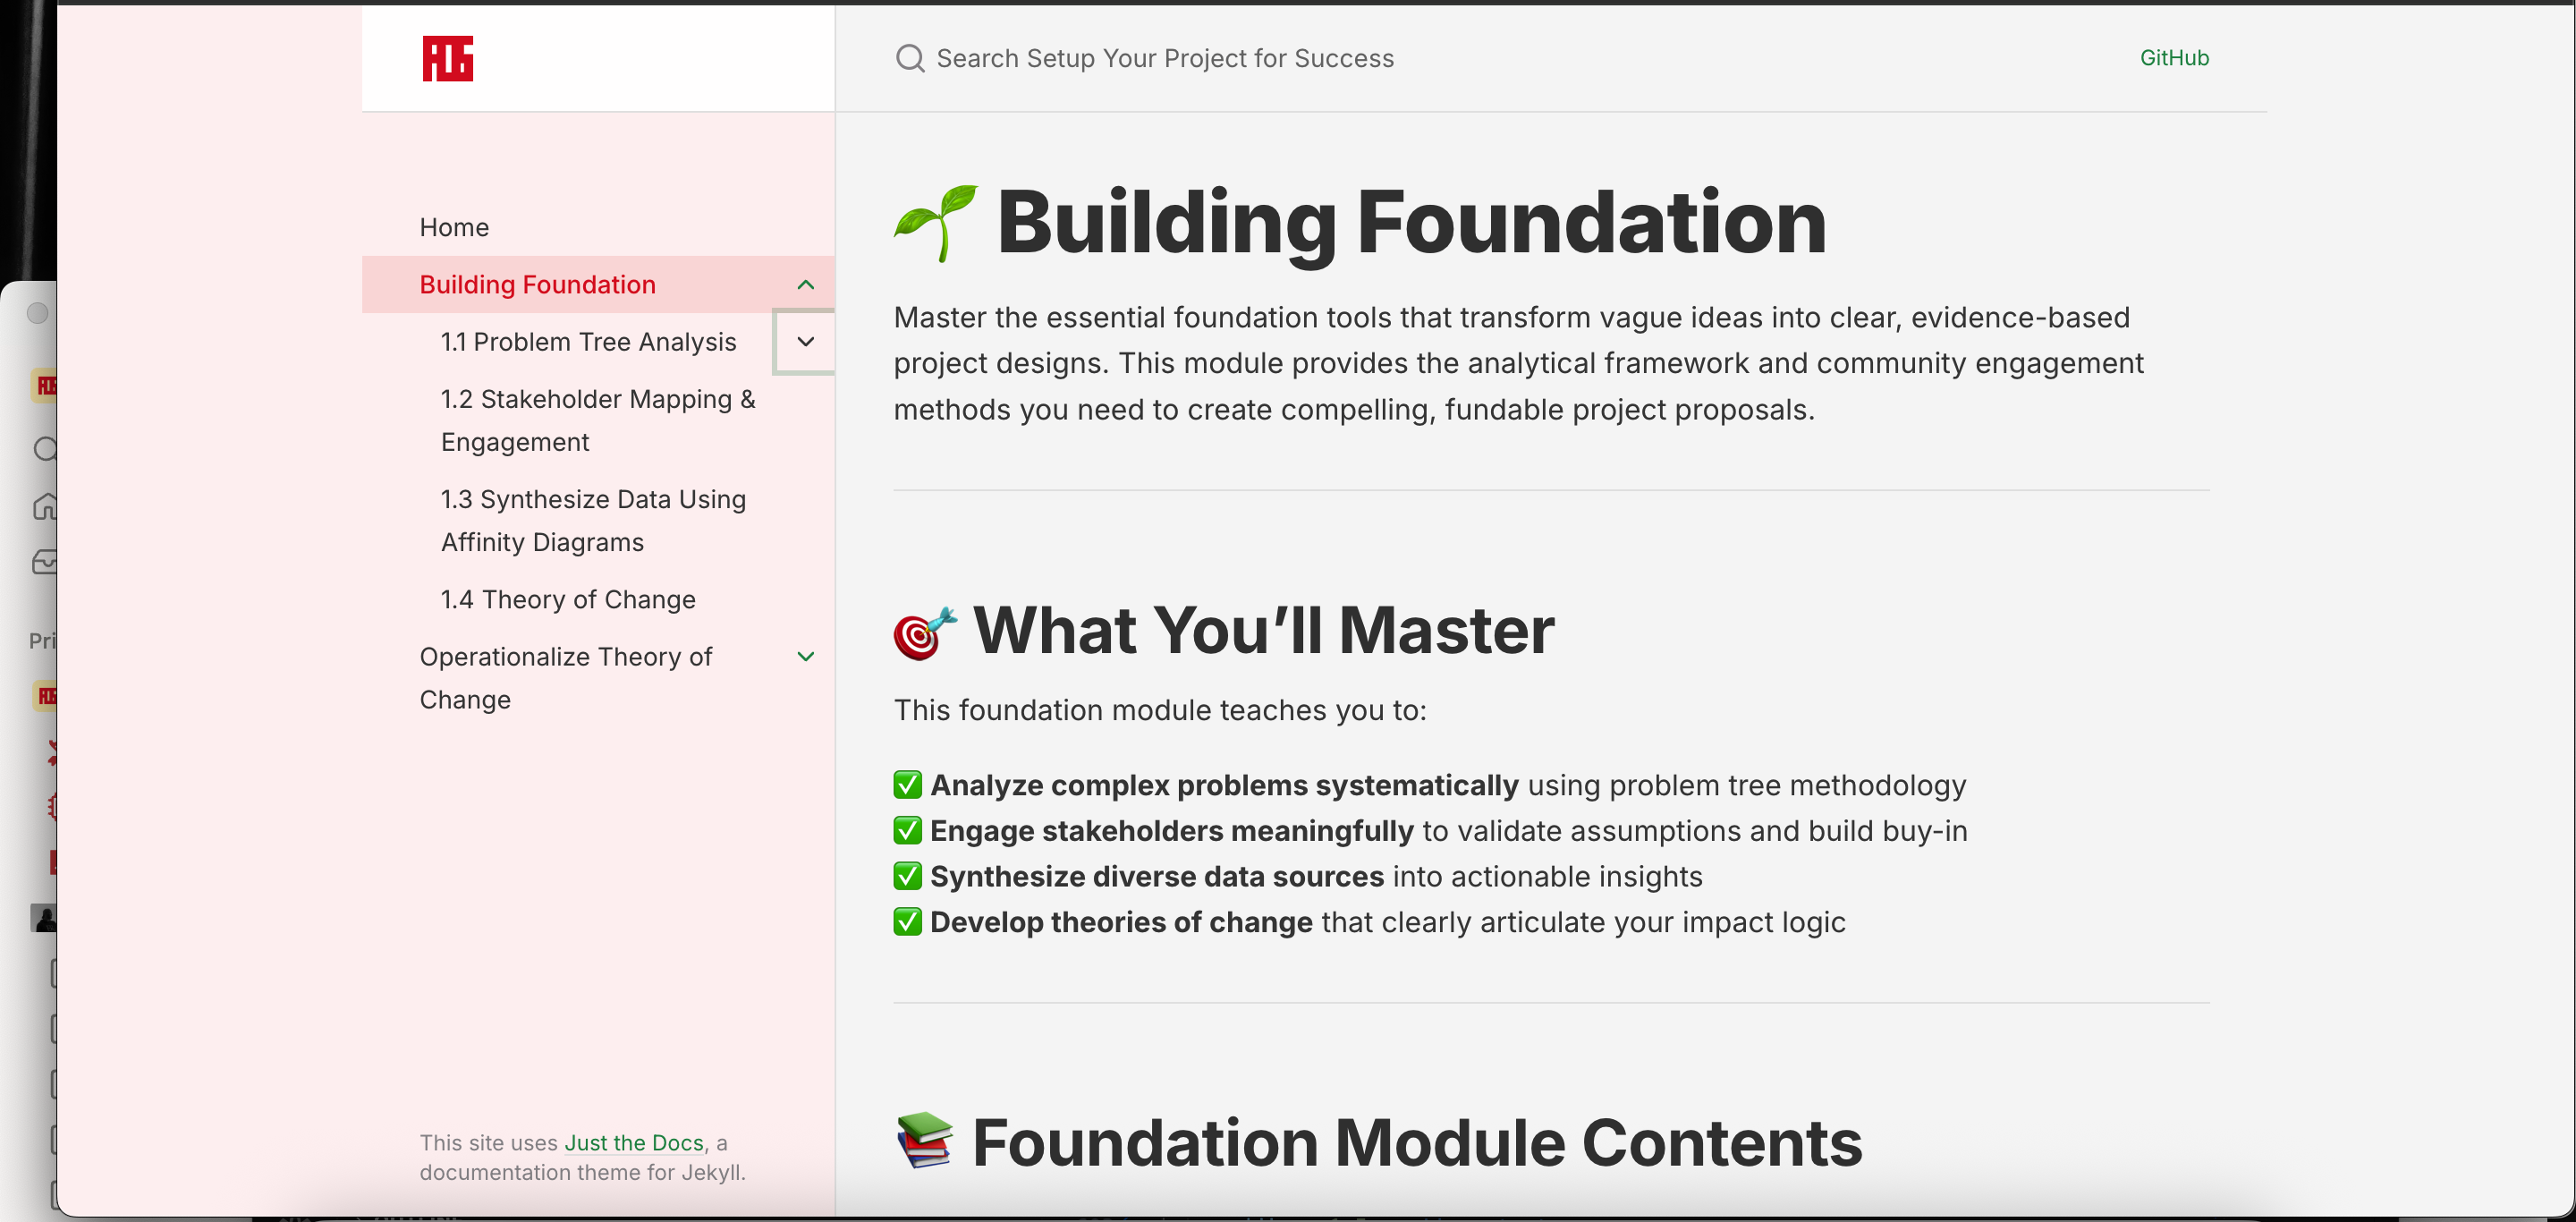 Search Setup Your Project for Success
GitHub
Home
Building Foundation
1.1 Problem Tree Analysis
1.2 Stakeholder Mapping &
Engagement
1.3 Synthesize Data Using
Affinity Diagrams
1.4 Theory of Change
Operationalize Theory of
Change
This site uses Just the Docs, a
documentation theme for Jekyll.
🌱 Building Foundation
Master the essential foundation tools that transform vague ideas into clear, evidence-based
project designs. This module provides the analytical framework and community engagement
methods you need to create compelling, fundable project proposals.
🎯 What You’ll Master
This foundation module teaches you to:
✅ Analyze complex problems systematically using problem tree methodology
✅ Engage stakeholders meaningfully to validate assumptions and build buy-in
✅ Synthesize diverse data sources into actionable insights
✅ Develop theories of change that clearly articulate your impact logic
📚 Foundation Module Contents
Pri